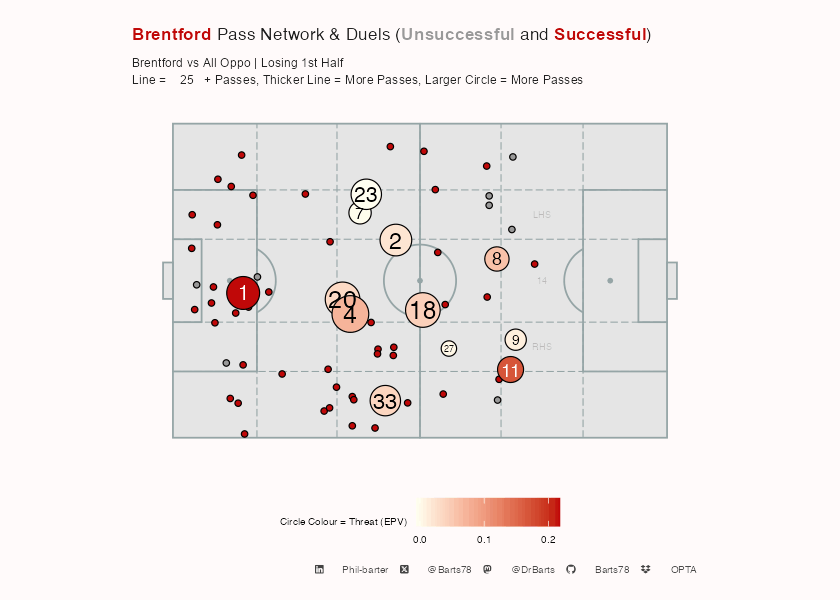 Brentford Pass Network & Duels (Unsuccessful and Successful)
Brentford vs All Oppo | Losing 1st Half
Line = 25 + Passes, Thicker Line = More Passes, Larger Circle = More Passes
23
7
LHS
2
8
14
1
20
4
18
9
RHS
27
11
33
Circle Colour = Threat (EPV)
0.0 0.1 0.2
Phil-barter @Barts78 @DrBarts Barts78 OPTA